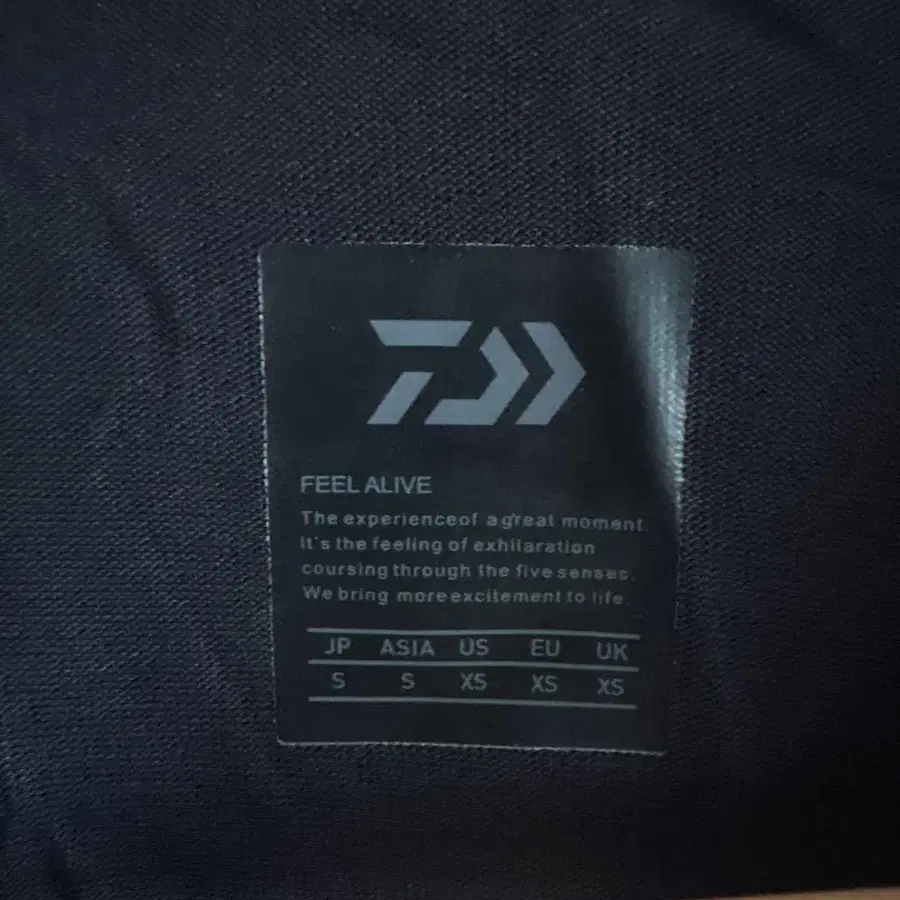 FEEL ALIVE
The experienceof agreat moment.
It's the feeling of exhilaration
coursing through the five senses.
We bring more excitement to life.
JP ASIA US EU UK
S S XS XS XS